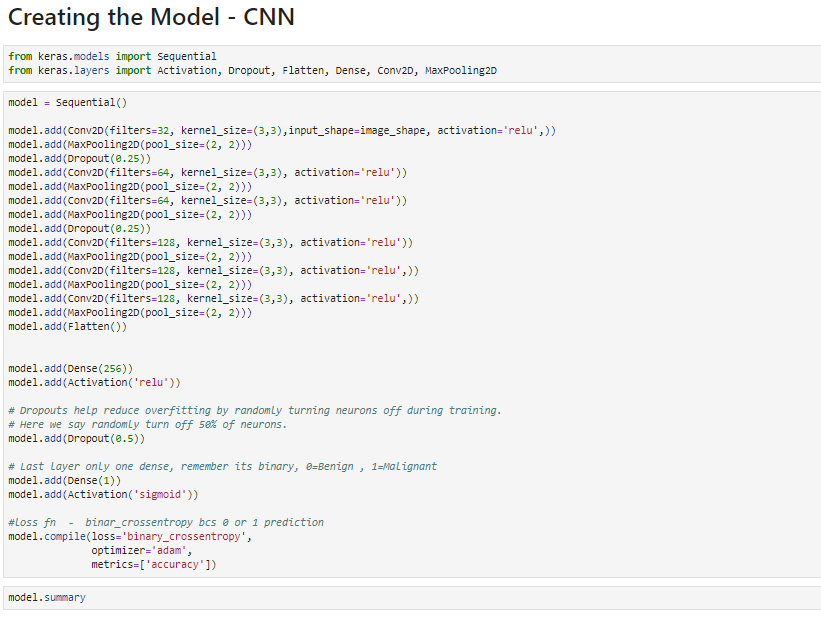 Creating the Model - CNN
from keras.models import Sequential
from keras.layers import Activation, Dropout, Flatten, Dense, Conv2D, MaxPooling2D
model = Sequential()
model.add(Conv2D(filters=32, kernel_size=(3,3),input_shape=image_shape, activation='relu',))
model.add(MaxPooling2D(pool_size=(2, 2)))
model.add(Dropout(0.25))
model.add(Conv2D(filters=64, kernel_size=(3,3), activation='relu'))
model.add(MaxPooling2D(pool_size=(2, 2)))
model.add(Conv2D(filters=64, kernel_size=(3,3), activation='relu'))
model.add(MaxPooling2D(pool_size=(2, 2)))
model.add(Dropout(0.25))
model.add(Conv2D(filters=128, kernel_size=(3,3), activation='relu'))
model.add(MaxPooling2D(pool_size=(2, 2)))
model.add(Conv2D(filters=128, kernel_size=(3,3), activation='relu',))
model.add(MaxPooling2D(pool_size=(2, 2)))
model.add(Conv2D(filters=128, kernel_size=(3,3), activation='relu',))
model.add(MaxPooling2D(pool_size=(2, 2)))
model.add(Flatten())
model.add(Dense(256))
model.add(Activation('relu'))
# Dropouts help reduce overfitting by randomly turning neurons off during training.
# Here we say randomly turn off 50% of neurons.
model.add(Dropout(0.5))
# Last layer only one dense, remember its binary, 0=Benign , 1=Malignant
model.add(Dense(1))
model.add(Activation('sigmoid'))
#loss fn  -  binar_crossentropy bcs 0 or 1 prediction
model.compile(loss='binary_crossentropy',
              optimizer='adam',
              metrics=['accuracy'])
model.summary